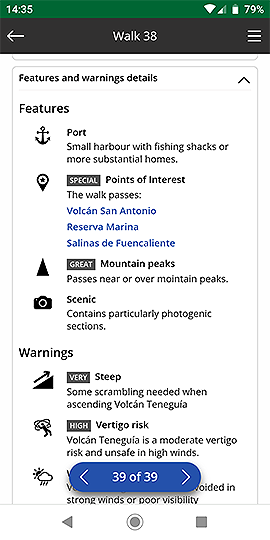 14:35
79%
Walk 38
Features and warnings details
Features
Port
Small harbour with fishing shacks or
more substantial homes.
SPECIAL Points of Interest
The walk passes:
Volcán San Antonio
Reserva Marina
Salinas de Fuencaliente
GREAT Mountain peaks
Passes near or over mointain peaks.
Scenic
Contains particularly photogenic
sections.
Warnings
VERY Steep
Some scrambling needed when
ascending Volcán Teneguía
HIGH Vertigo risk
Volcán Teneguía is a moderate vertigo
risk and unsafe in high winds.
39 of 39
strong winds or poor visibility